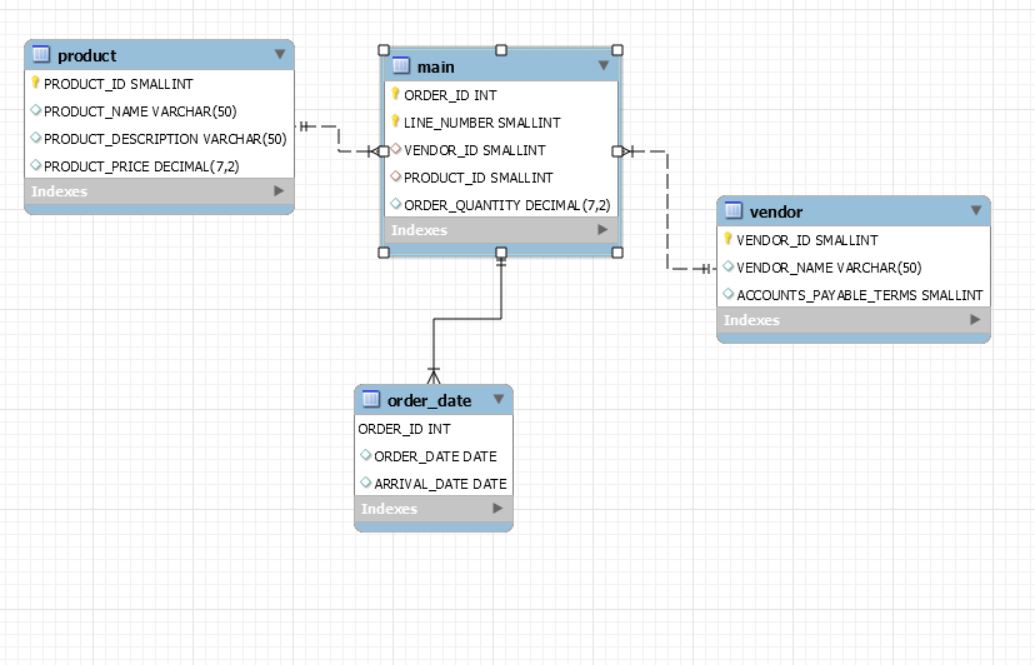 product
PRODUCT_ID SMALLINT
PRODUCT_NAME VARCHAR(50)
PRODUCT_DESCRIPTION VARCHAR(50)
PRODUCT_PRICE DECIMAL(7,2)
Indexes
main
ORDER_ID INT
LINE_NUMBER SMALLINT
VENDOR_ID SMALLINT
PRODUCT_ID SMALLINT
ORDER_QUANTITY DECIMAL(7,2)
Indexes
vendor
VENDOR_ID SMALLINT
VENDOR_NAME VARCHAR(50)
ACCOUNTS_PAYABLE_TERMS SMALLINT
Indexes
order_date
ORDER_ID INT
ORDER_DATE DATE
ARRIVAL_DATE DATE
Indexes